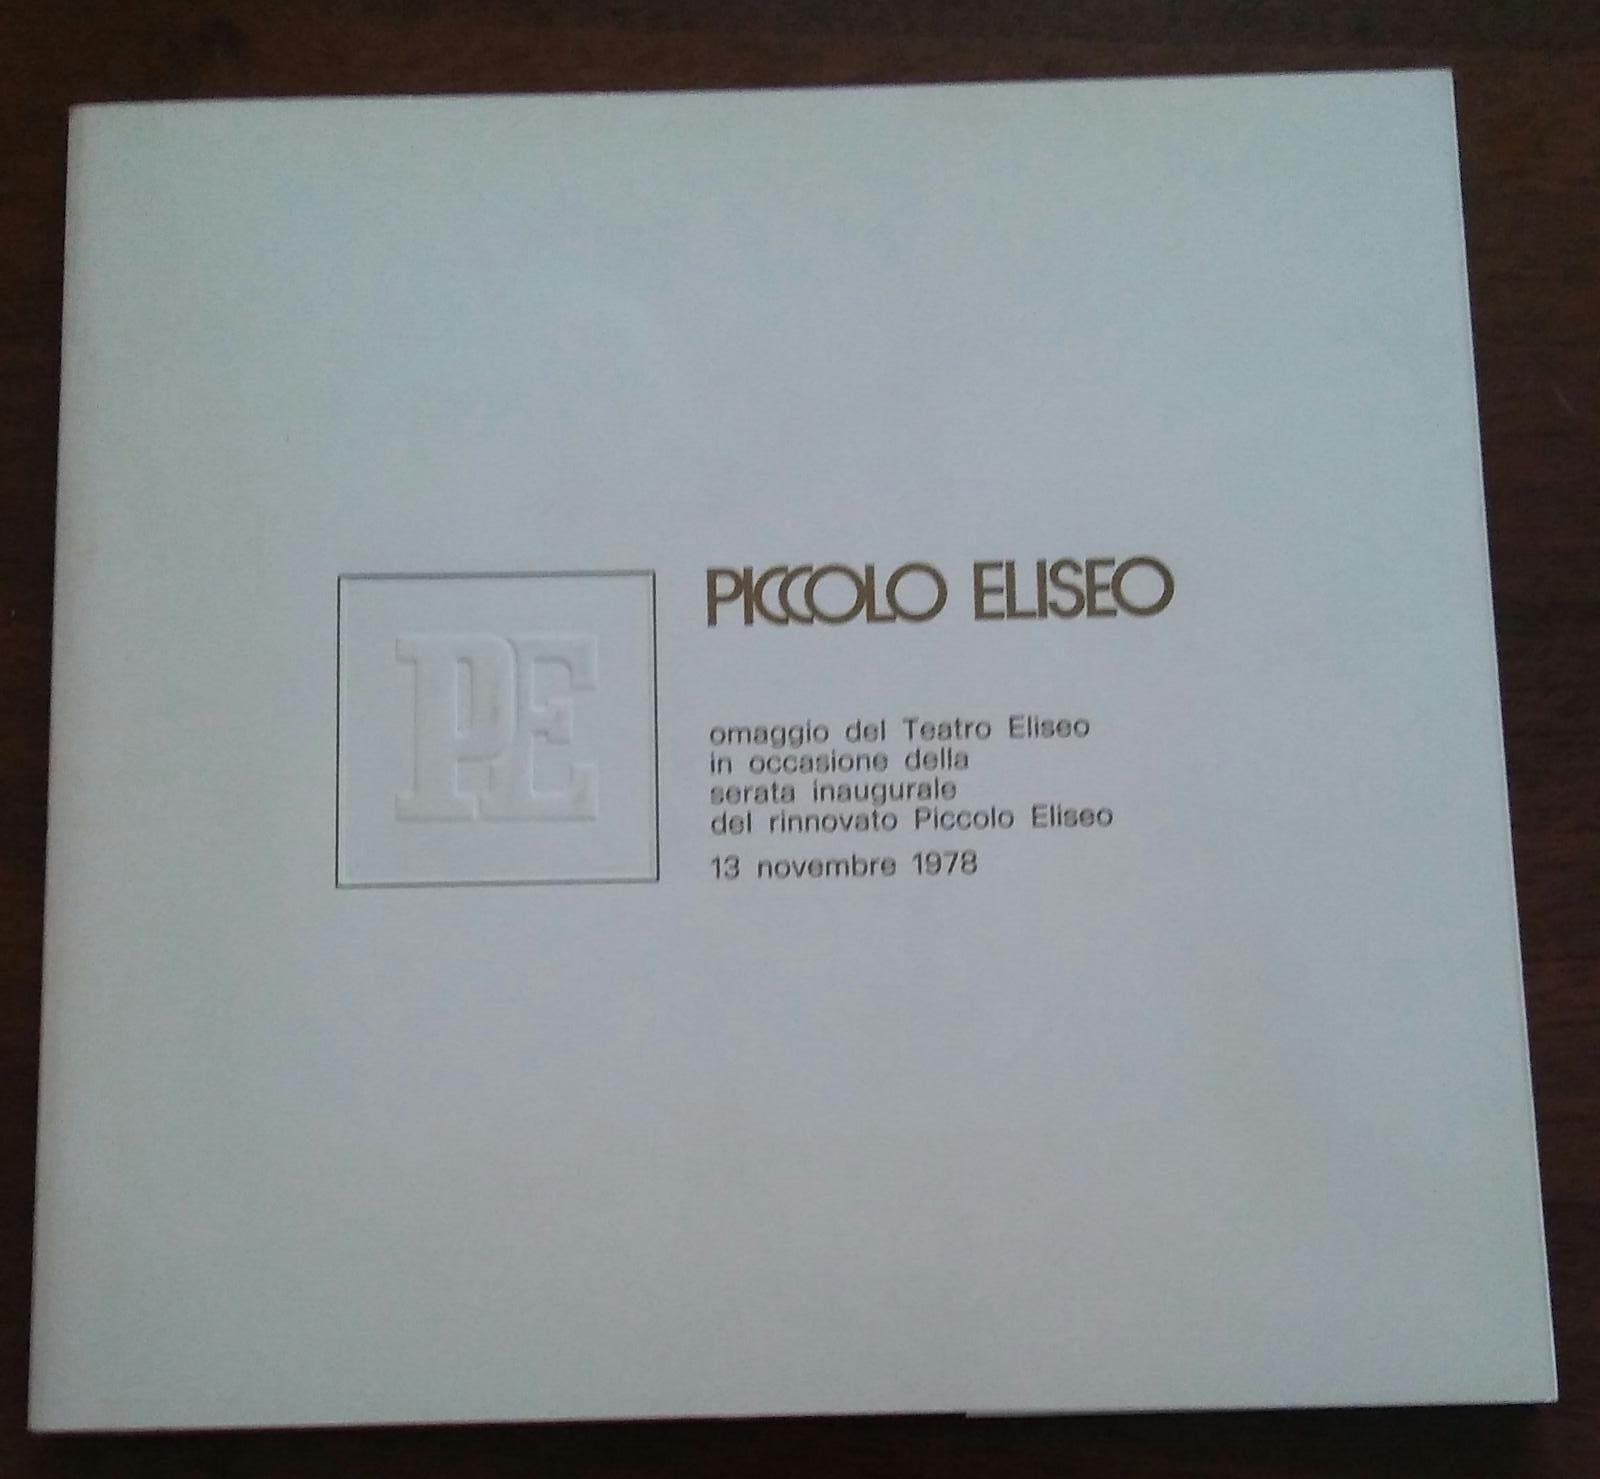 PE
PICCOLO ELISEO
omaggio del Teatro Eliseo
in occasione della
serata inaugurale
del rinnovato Piccolo Eliseo
13 novembre 1978